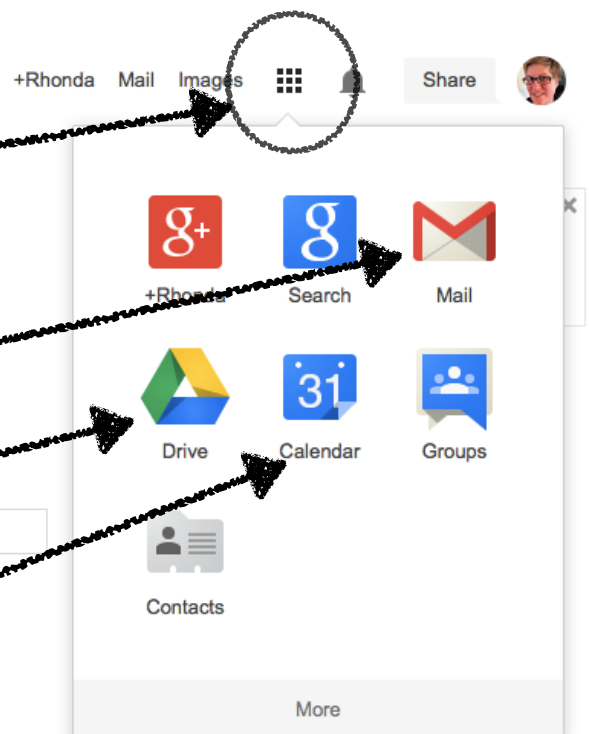 +Rhonda Mail Images Share
g+ g
+Rhonda Search Mail
31
Drive Calendar Groups
Contacts
More